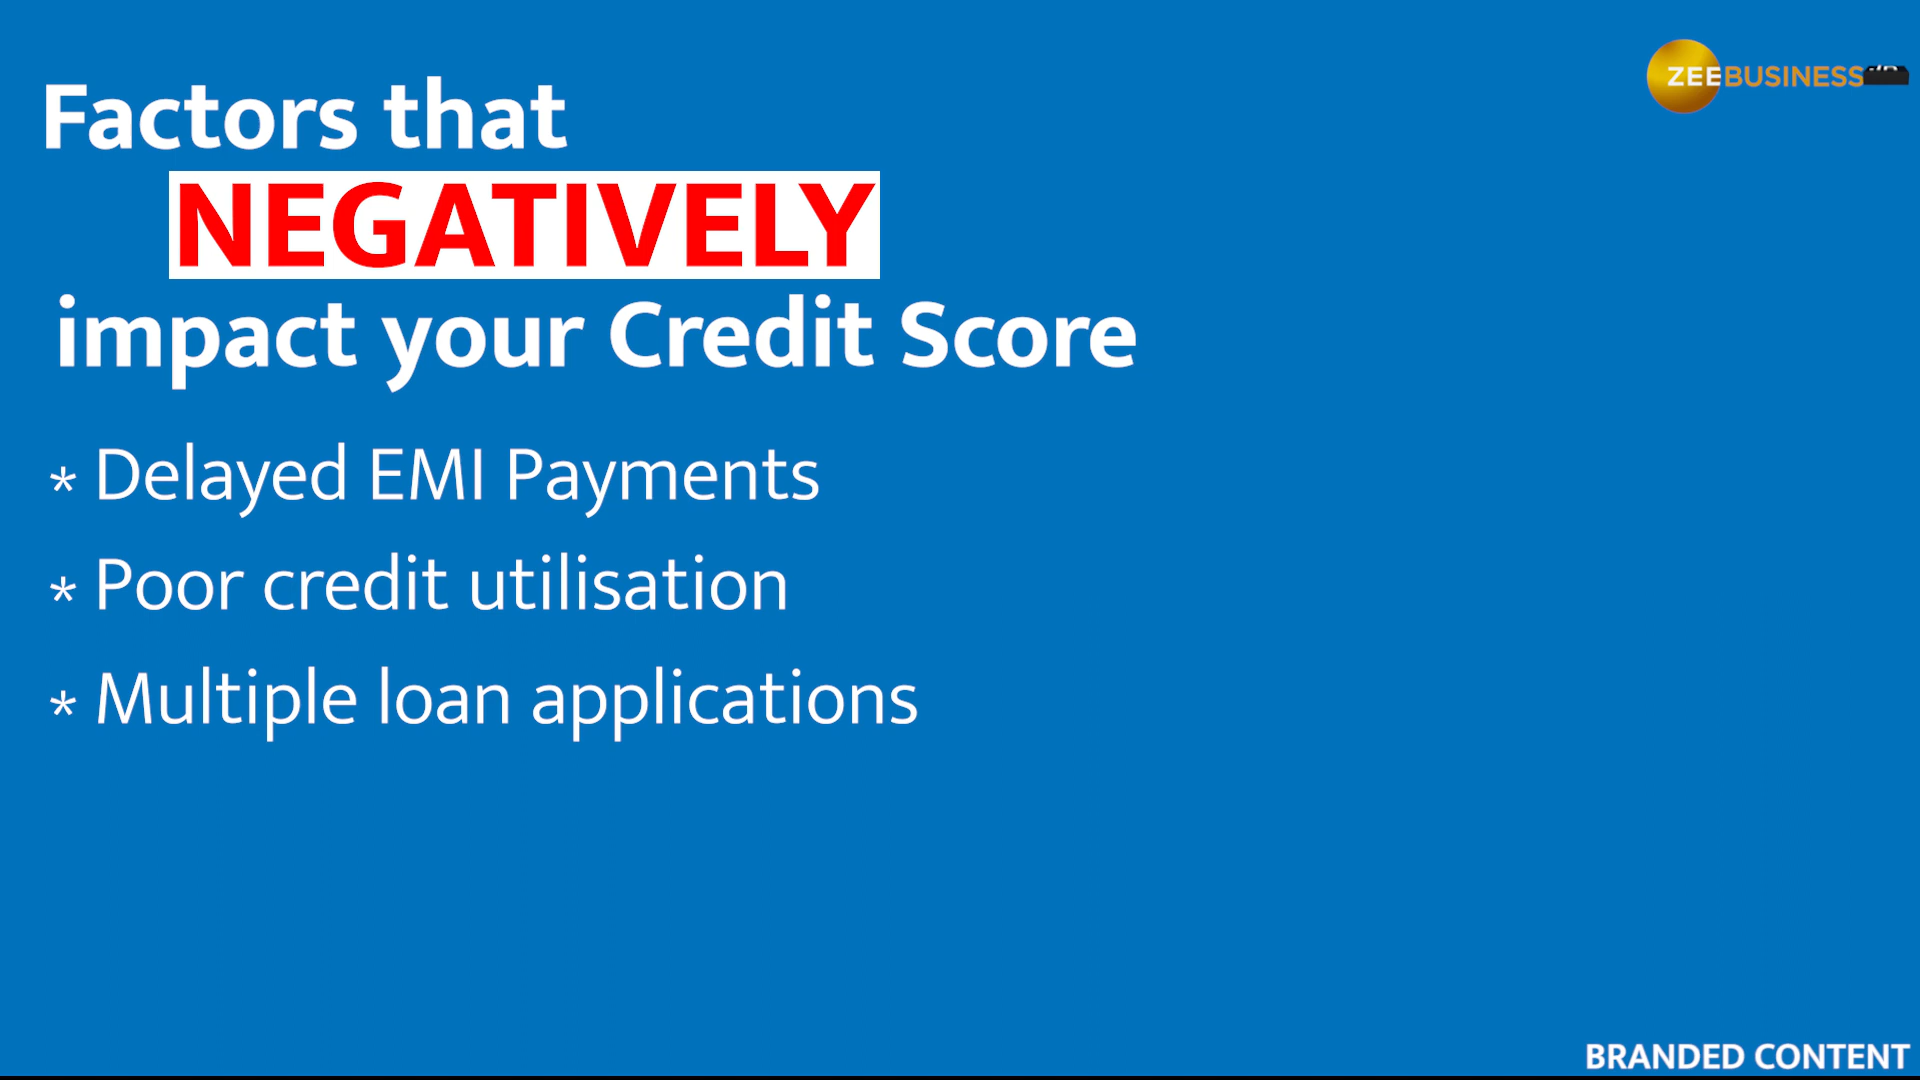 Factors that
ZEEBUSINESS
NEGATIVELY
impact your Credit Score
* Delayed EMI Payments
* Poor credit utilisation
* Multiple loan applications
BRANDED CONTENT